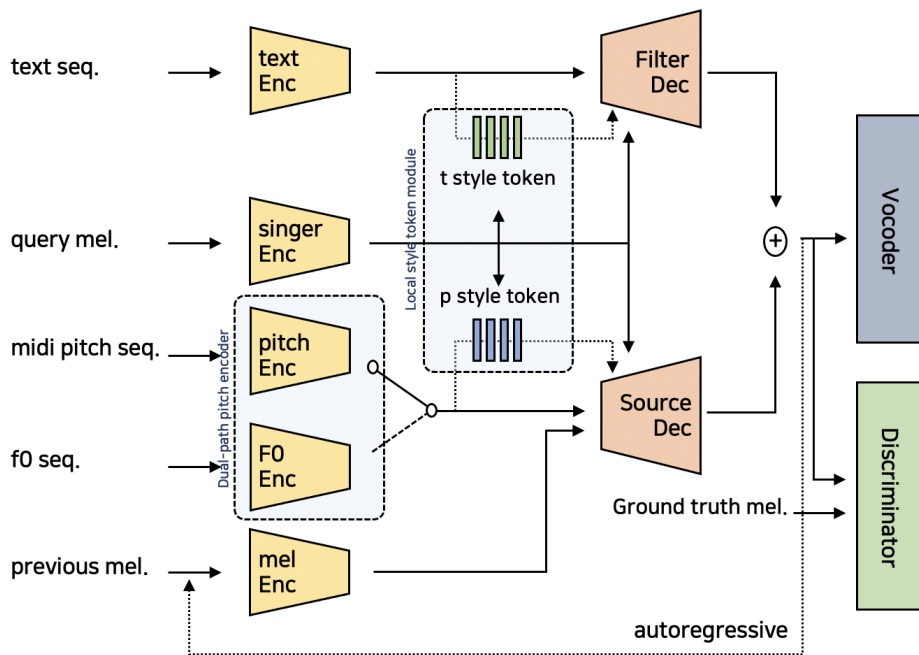 text seq.
text
Enc
Filter
Dec
t style token
Local style token module
query mel.
singer
Enc
p style token
+
Vocoder
midi pitch seq.
pitch
Enc
Dual-path pitch encoder
f0 seq.
F0
Enc
Source
Dec
Ground truth mel.
Discriminator
previous mel.
mel
Enc
autoregressive